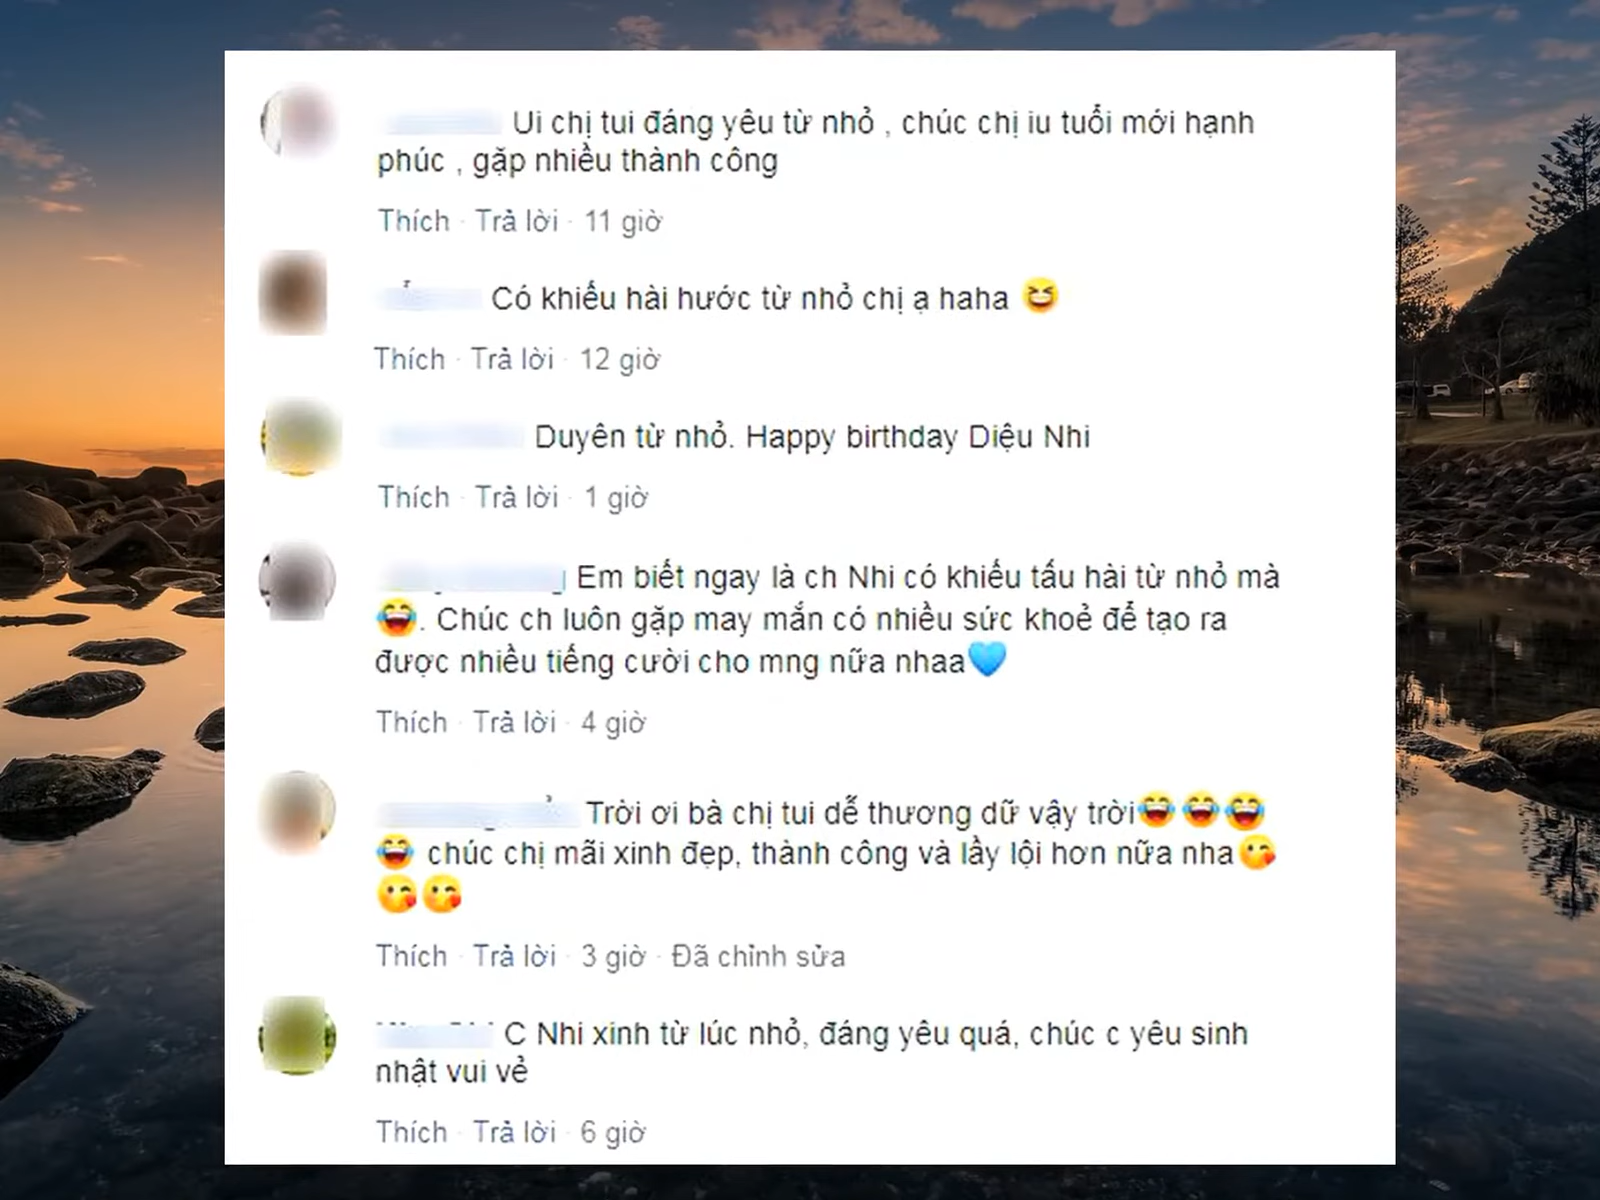 Ui chị tui đáng yêu từ nhỏ , chúc chị iu tuổi mới hạnh
phúc , gặp nhiều thành công
Thích · Trả lời · 11 giờ
Có khiếu hài hước từ nhỏ chị ạ haha 😆
Thích · Trả lời · 12 giờ
Duyên từ nhỏ. Happy birthday Diệu Nhi
Thích · Trả lời · 1 giờ
Em biết ngay là ch Nhi có khiếu tấu hài từ nhỏ mà
😂. Chúc ch luôn gặp may mắn có nhiều sức khoẻ để tạo ra
được nhiều tiếng cười cho mng nữa nhaa💙
Thích · Trả lời · 4 giờ
Trời ơi bà chị tui dễ thương dữ vậy trời😂😂😂
😂 chúc chị mãi xinh đẹp, thành công và lầy lội hơn nữa nha😘
😘😘
Thích · Trả lời · 3 giờ · Đã chỉnh sửa
C Nhi xinh từ lúc nhỏ, đáng yêu quá, chúc c yêu sinh
nhật vui vẻ
Thích · Trả lời · 6 giờ